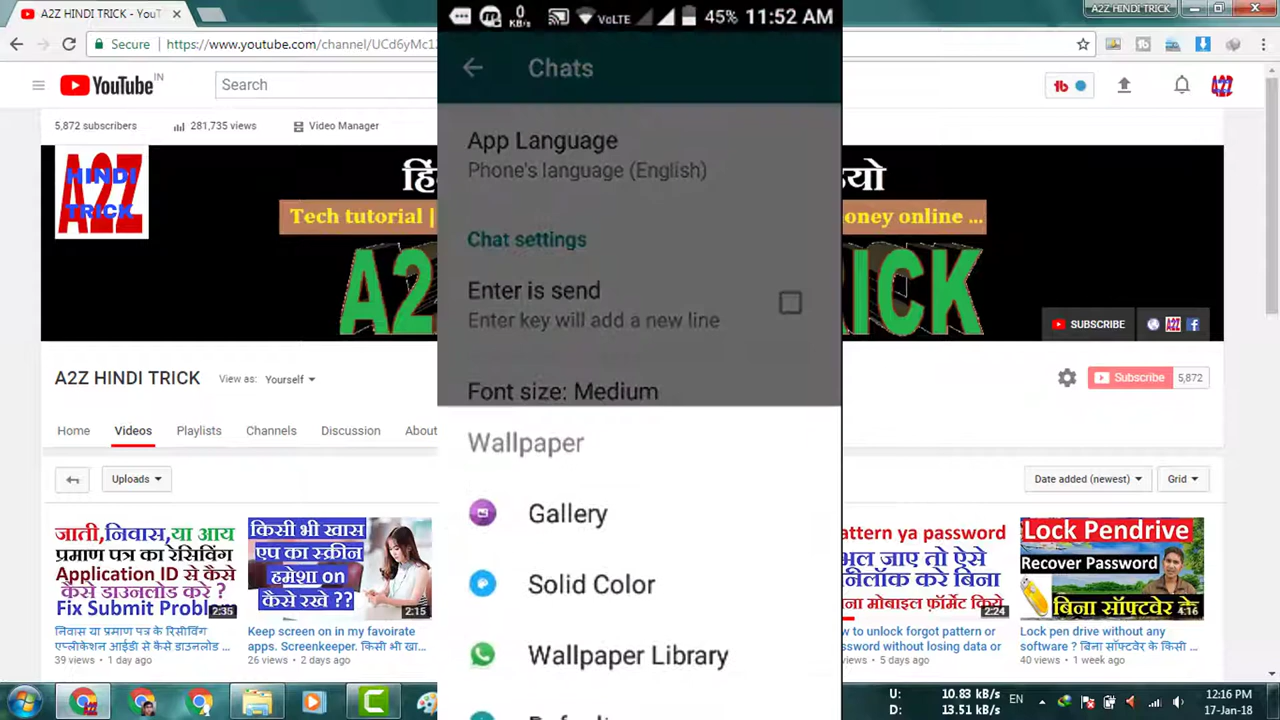 A2Z HINDI TRICK - YouT
A2Z HINDI TRICK
Secure
https://www.youtube.com/channel/UCd6yMc1
0
KB/s
VoLTE
45%
11:52 AM
YouTube IN
Search
5,872 subscribers
281,735 views
Video Manager
HINDI
TRICK
A2Z
Tech tutorial |
oney online ...
SUBSCRIBE
A2Z HINDI TRICK
View as: Yourself
Subscribe 5,872
Home
Videos
Playlists
Channels
Discussion
About
Uploads
Date added (newest)
Grid
Chats
App Language
Phone's language (English)
Chat settings
Enter is send
Enter key will add a new line
Font size: Medium
Wallpaper
Gallery
Solid Color
Wallpaper Library
जाती,निवास,या आय
प्रमाण पत्र का रेसिविंग
Application ID से कैसे
कैसे डाउनलोड करे ?
Fix Submit Probl
2:35
निवास या प्रमाण पत्र के रिसीविंग
एप्लीकेशन आईडी से कैसे डाउनलोड ...
39 views • 1 day ago
किसी भी खास
एप का स्क्रीन
हमेशा on
कैसे रखे ??
2:15
Keep screen on in my favoirate
apps. Screenkeeper. किसी भी खा...
26 views • 2 days ago
attern ya password
भूल जाए तो ऐसे
2:24
w to unlock forgot pattern or
password without losing data or
5 days ago
Lock Pendrive
Recover Password
बिना सॉफ्टवेर के
4:16
Lock pen drive without any
software ? बिना सॉफ्टवेर के किसी ...
40 views • 1 week ago
U: 10.83 kB/s
D: 13.51 kB/s
EN
12:16 PM
17-Jan-18